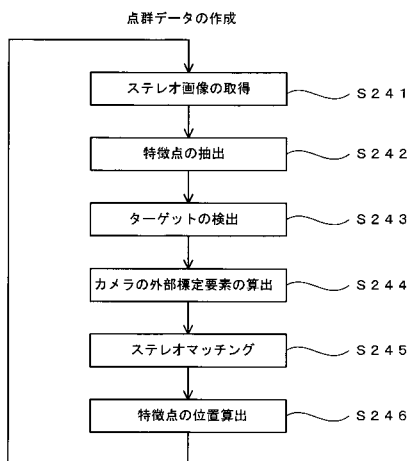 点群データの作成
ステレオ画像の取得 S241
特徴点の抽出 S242
ターゲットの検出 S243
カメラの外部標定要素の算出 S244
ステレオマッチング S245
特徴点の位置算出 S246